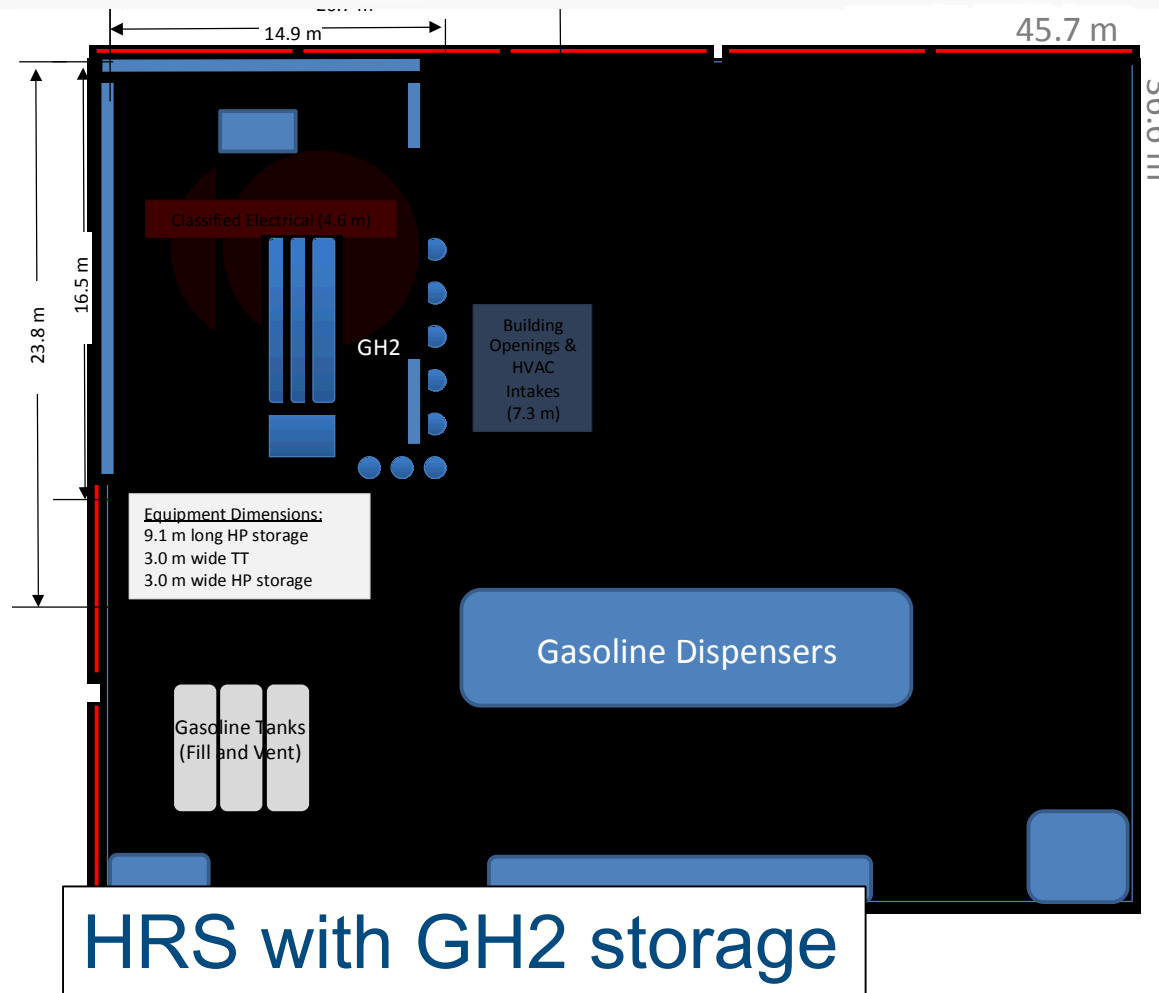 14.9 m
45.7 m
16.5 m
23.8 m
Classified Electrical (4.6 m)
GH2
Building
Openings &
HVAC
Intakes
(7.3 m)
Equipment Dimensions:
9.1 m long HP storage
3.0 m wide TT
3.0 m wide HP storage
Gasoline Dispensers
Gasoline Tanks
(Fill and Vent)
HRS with GH2 storage